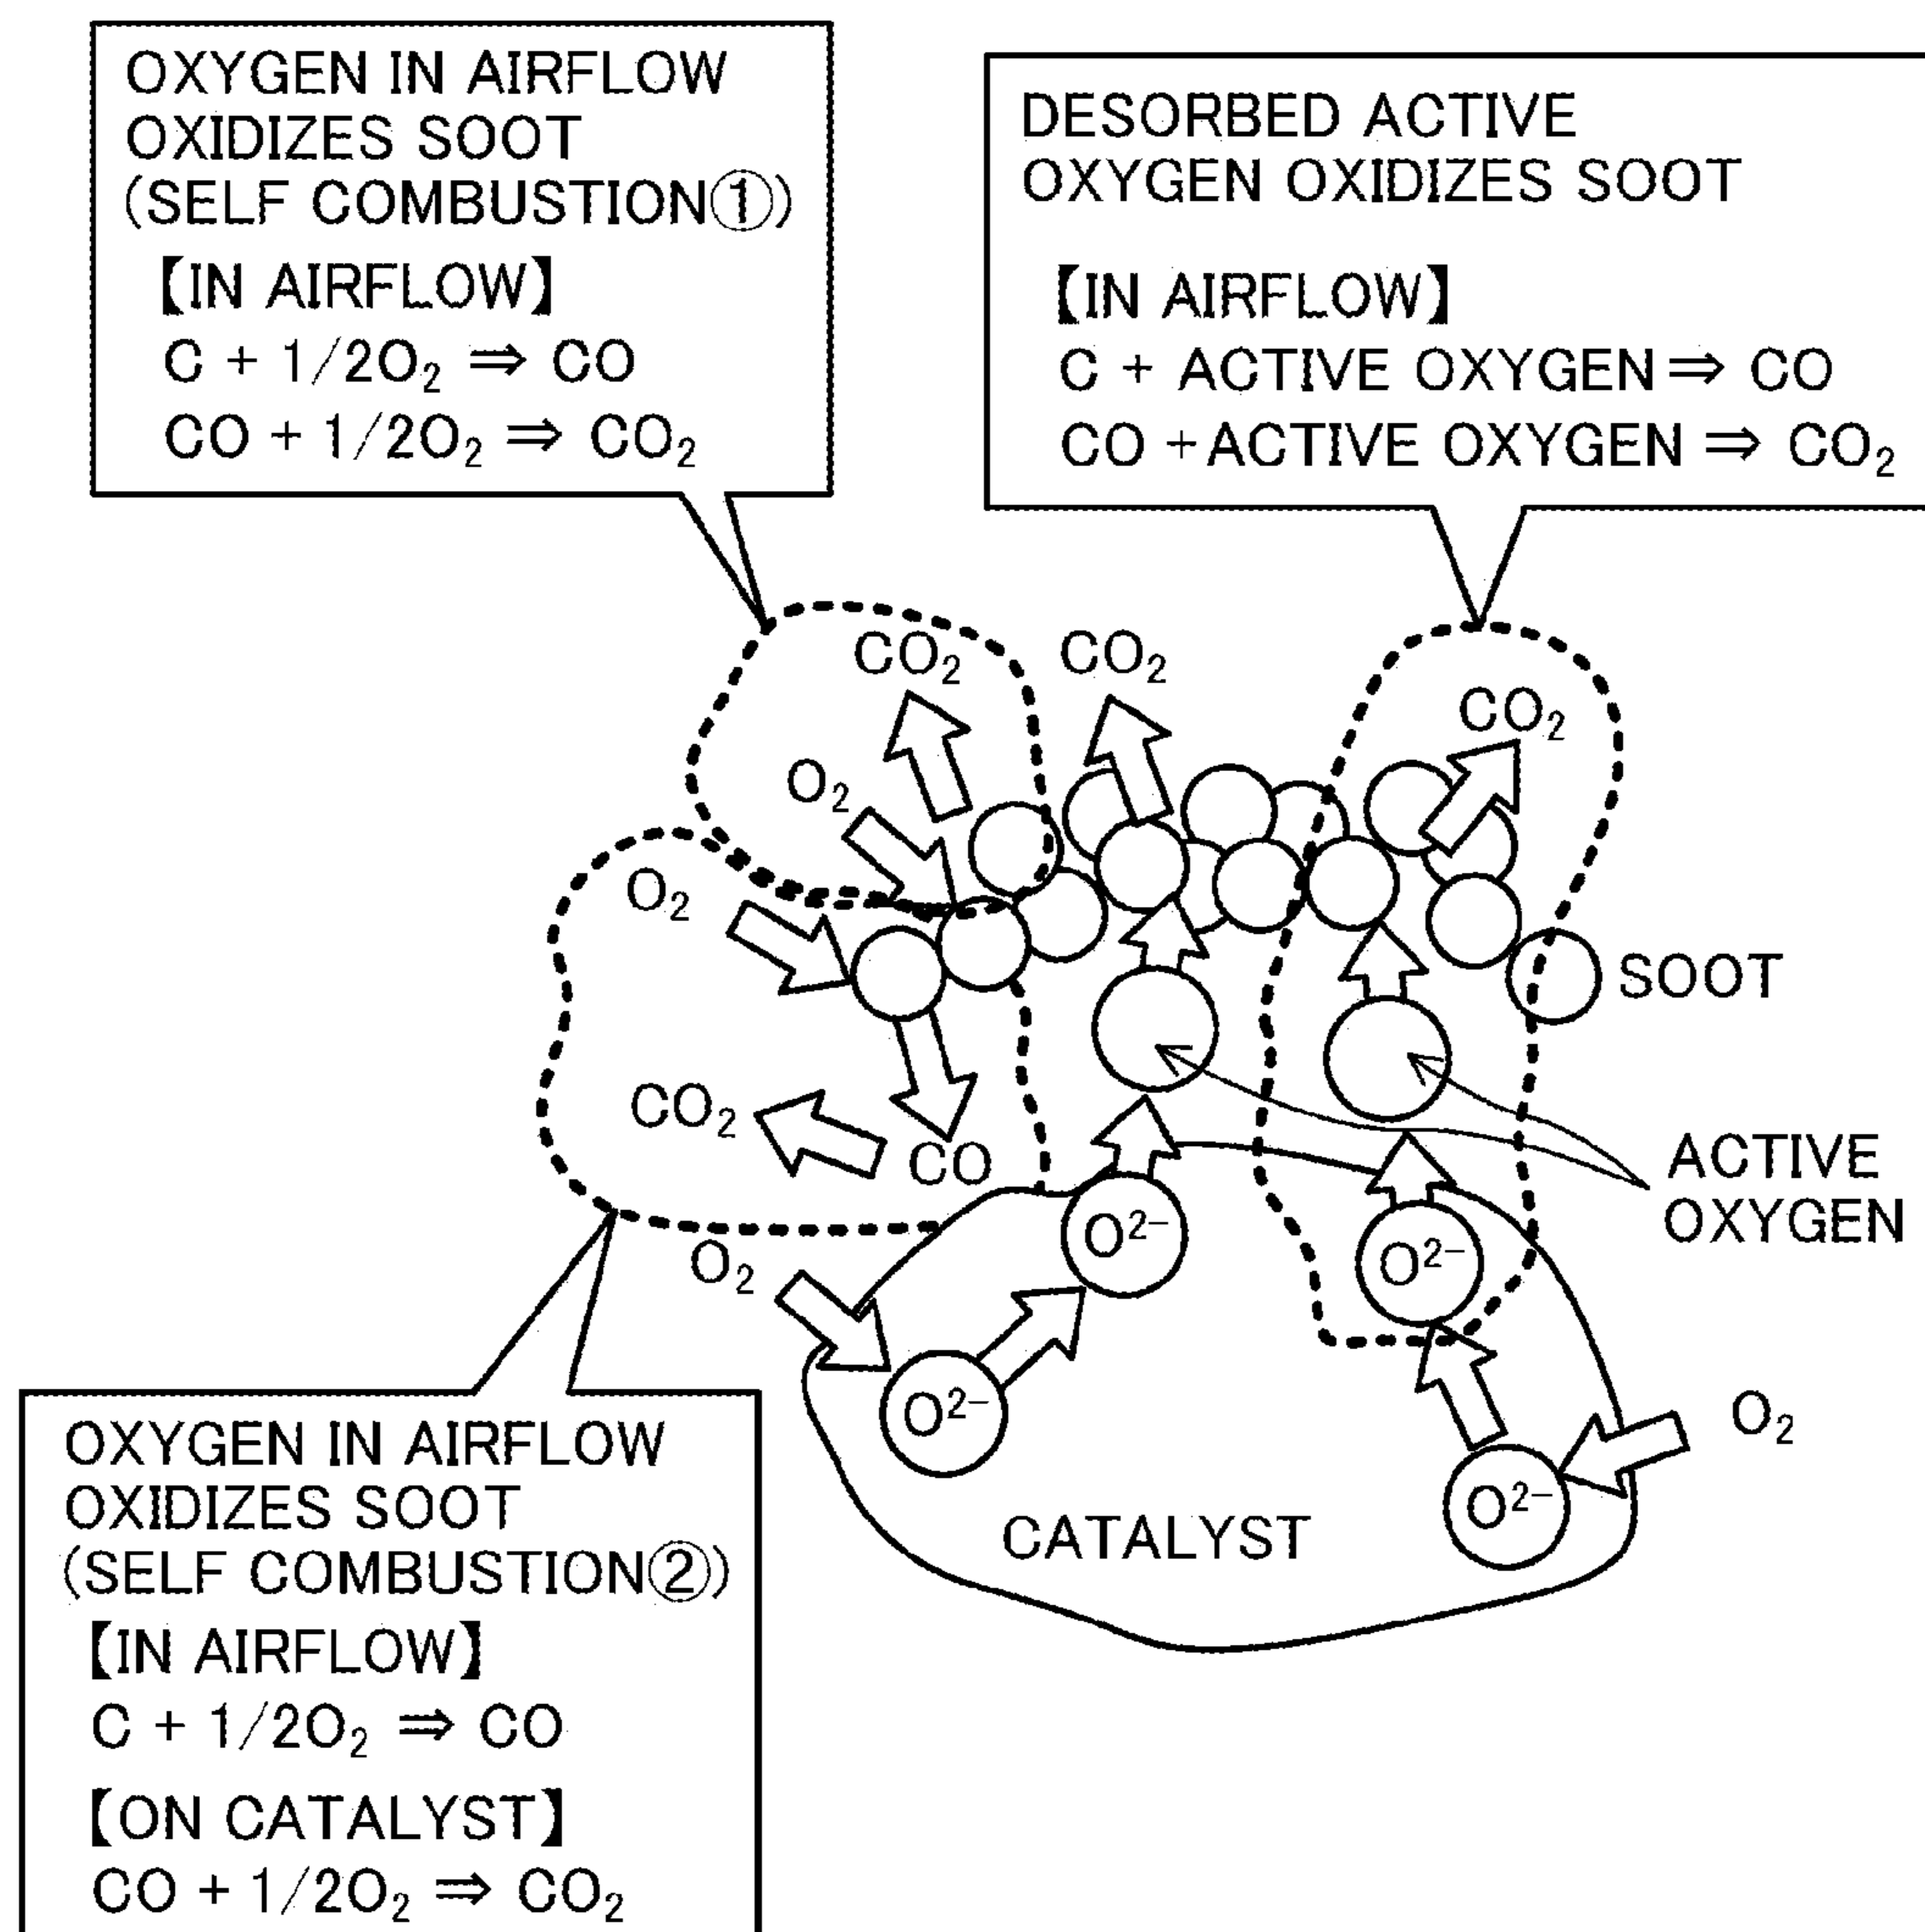 OXYGEN IN AIRFLOW
OXIDIZES SOOT
(SELF COMBUSTION①)
【IN AIRFLOW】
C + 1/2O₂ ⇒ CO
CO + 1/2O₂ ⇒ CO₂
DESORBED ACTIVE
OXYGEN OXIDIZES SOOT
【IN AIRFLOW】
C + ACTIVE OXYGEN ⇒ CO
CO +ACTIVE OXYGEN ⇒ CO₂
CO₂
CO₂
CO₂
O₂
O₂
SOOT
CO₂
CO
ACTIVE
OXYGEN
O²⁻
O²⁻
O₂
O²⁻
O₂
O²⁻
CATALYST
OXYGEN IN AIRFLOW
OXIDIZES SOOT
(SELF COMBUSTION②)
【IN AIRFLOW】
C + 1/2O₂ ⇒ CO
【ON CATALYST】
CO + 1/2O₂ ⇒ CO₂